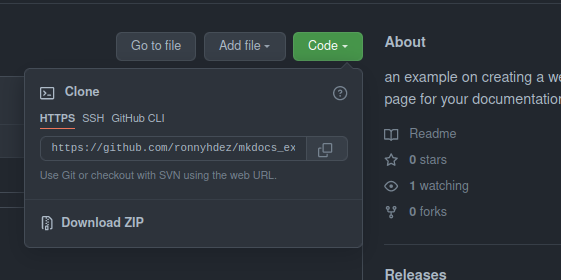 Go to file
Add file
Code
Clone
HTTPS SSH GitHub CLI
https://github.com/ronnyhdez/mkdocs_ex
Use Git or checkout with SVN using the web URL.
Download ZIP
About
an example on creating a we
page for your documentation
Readme
0 stars
1 watching
0 forks
Releases